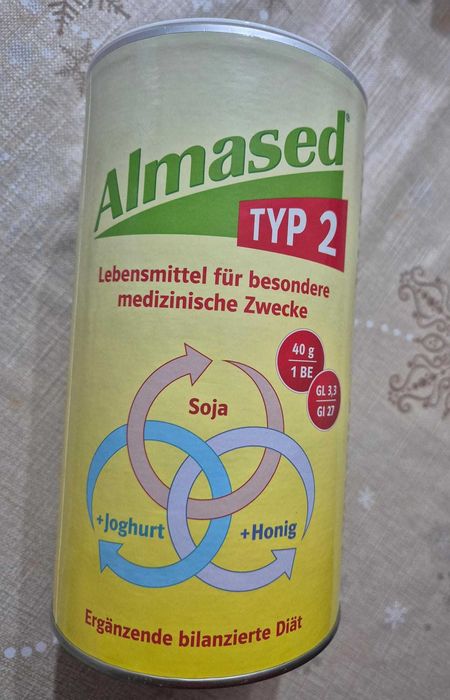 Almased®
TYP 2
Lebensmittel für besondere
medizinische Zwecke
40 g
1 BE
GL 3,3
GI 27
Soja
+Joghurt
+Honig
Ergänzende bilanzierte Diät